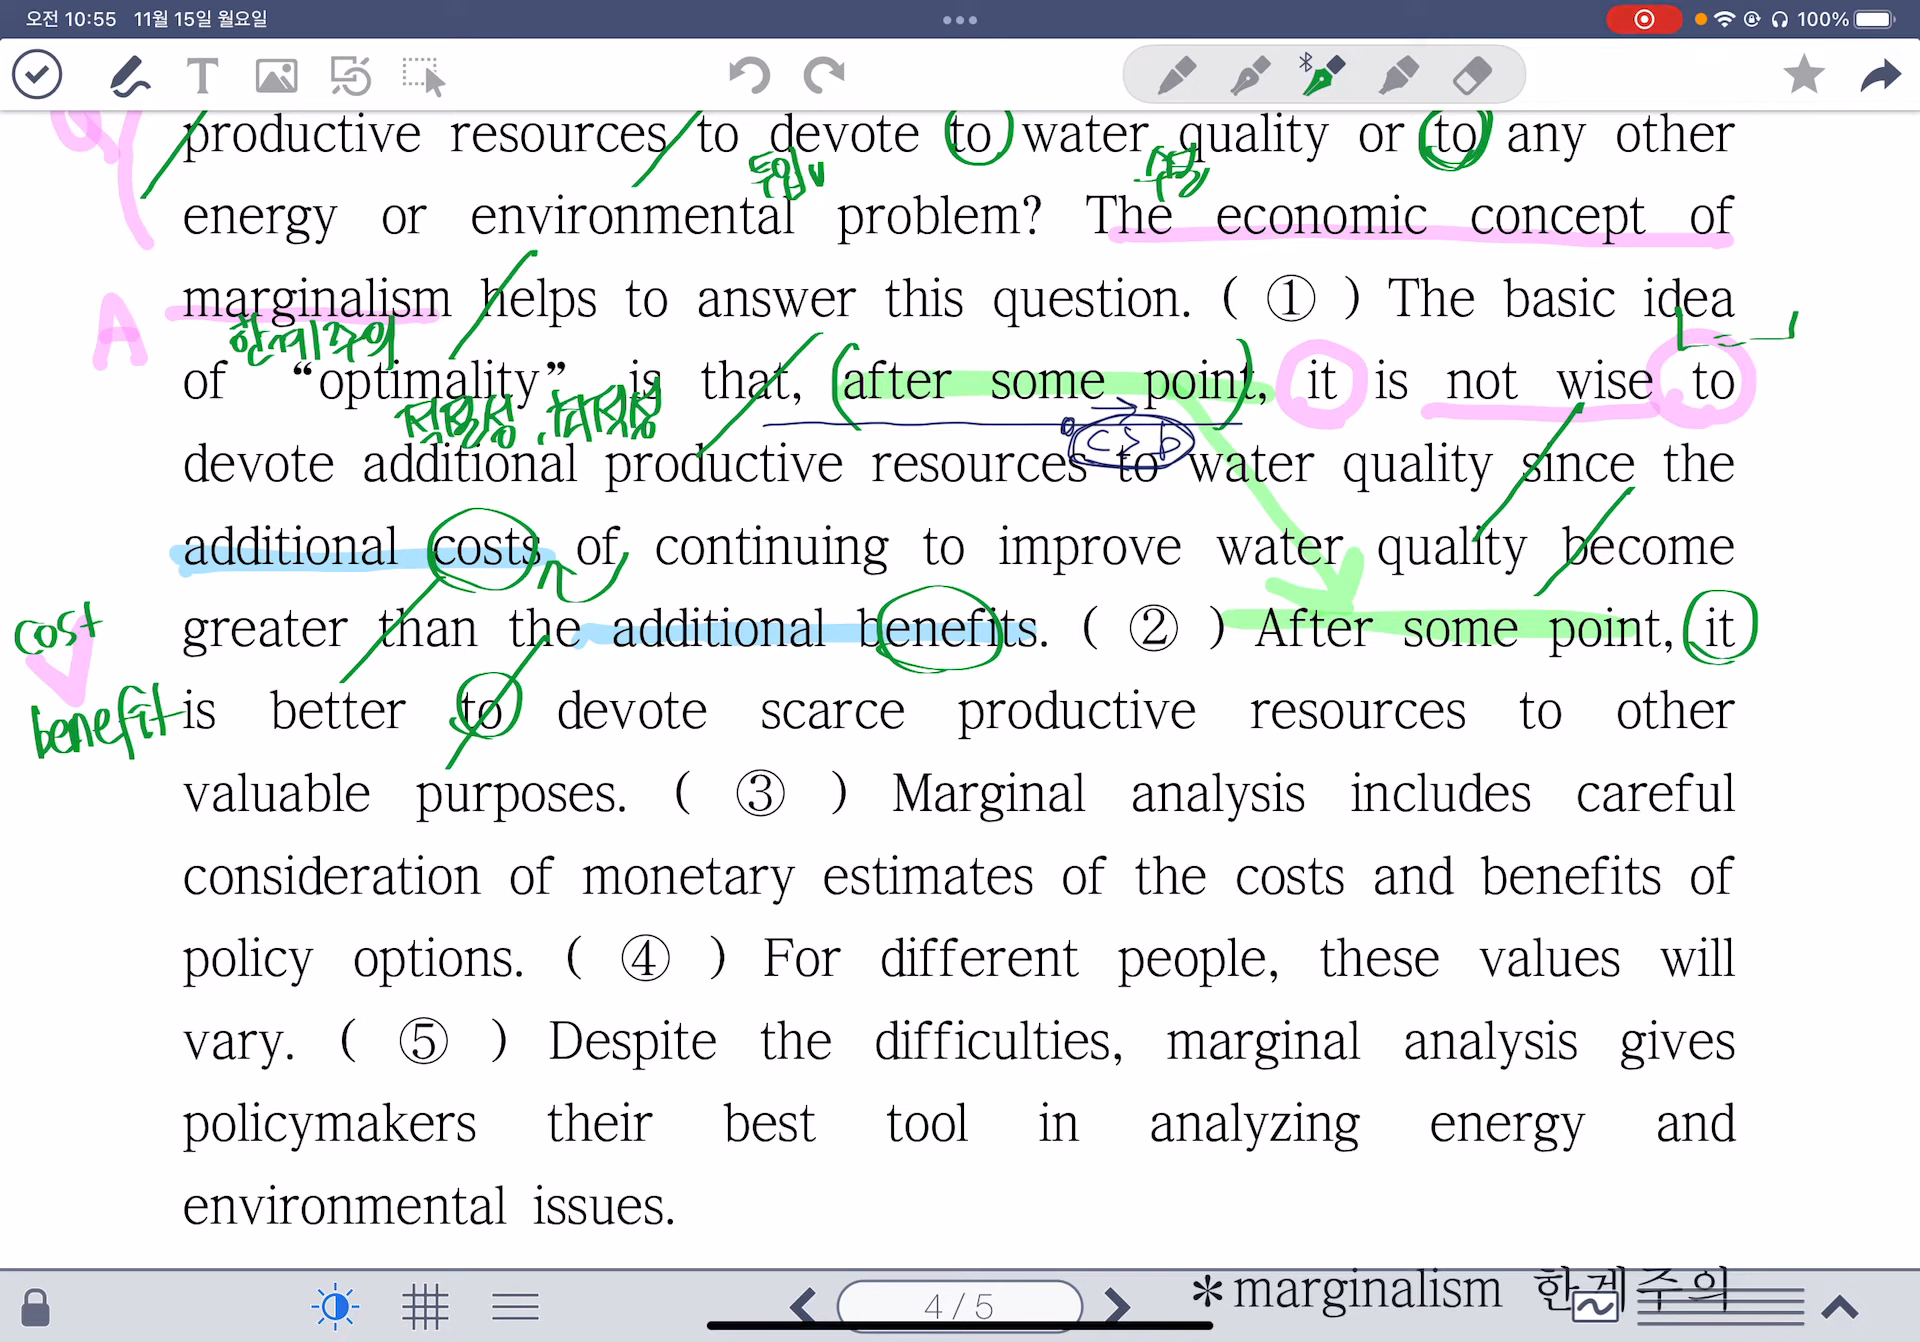 오전 10:55 11월 15일 월요일
100%
productive resources to devote to water quality or to any other
투입 v
수질
energy or environmental problem? The economic concept of
marginalism helps to answer this question. ( ① ) The basic idea
A
한계주의
of “optimality” is that, (after some point), it is not wise to
c > b
devote additional productive resources to water quality since the
additional costs of continuing to improve water quality become
cost
greater than the additional benefits. ( ② ) After some point, it
benefit
is better to devote scarce productive resources to other
valuable purposes. ( ③ ) Marginal analysis includes careful
consideration of monetary estimates of the costs and benefits of
policy options. ( ④ ) For different people, these values will
vary. ( ⑤ ) Despite the difficulties, marginal analysis gives
policymakers their best tool in analyzing energy and
environmental issues.
*marginalism 한계주의
4 / 5